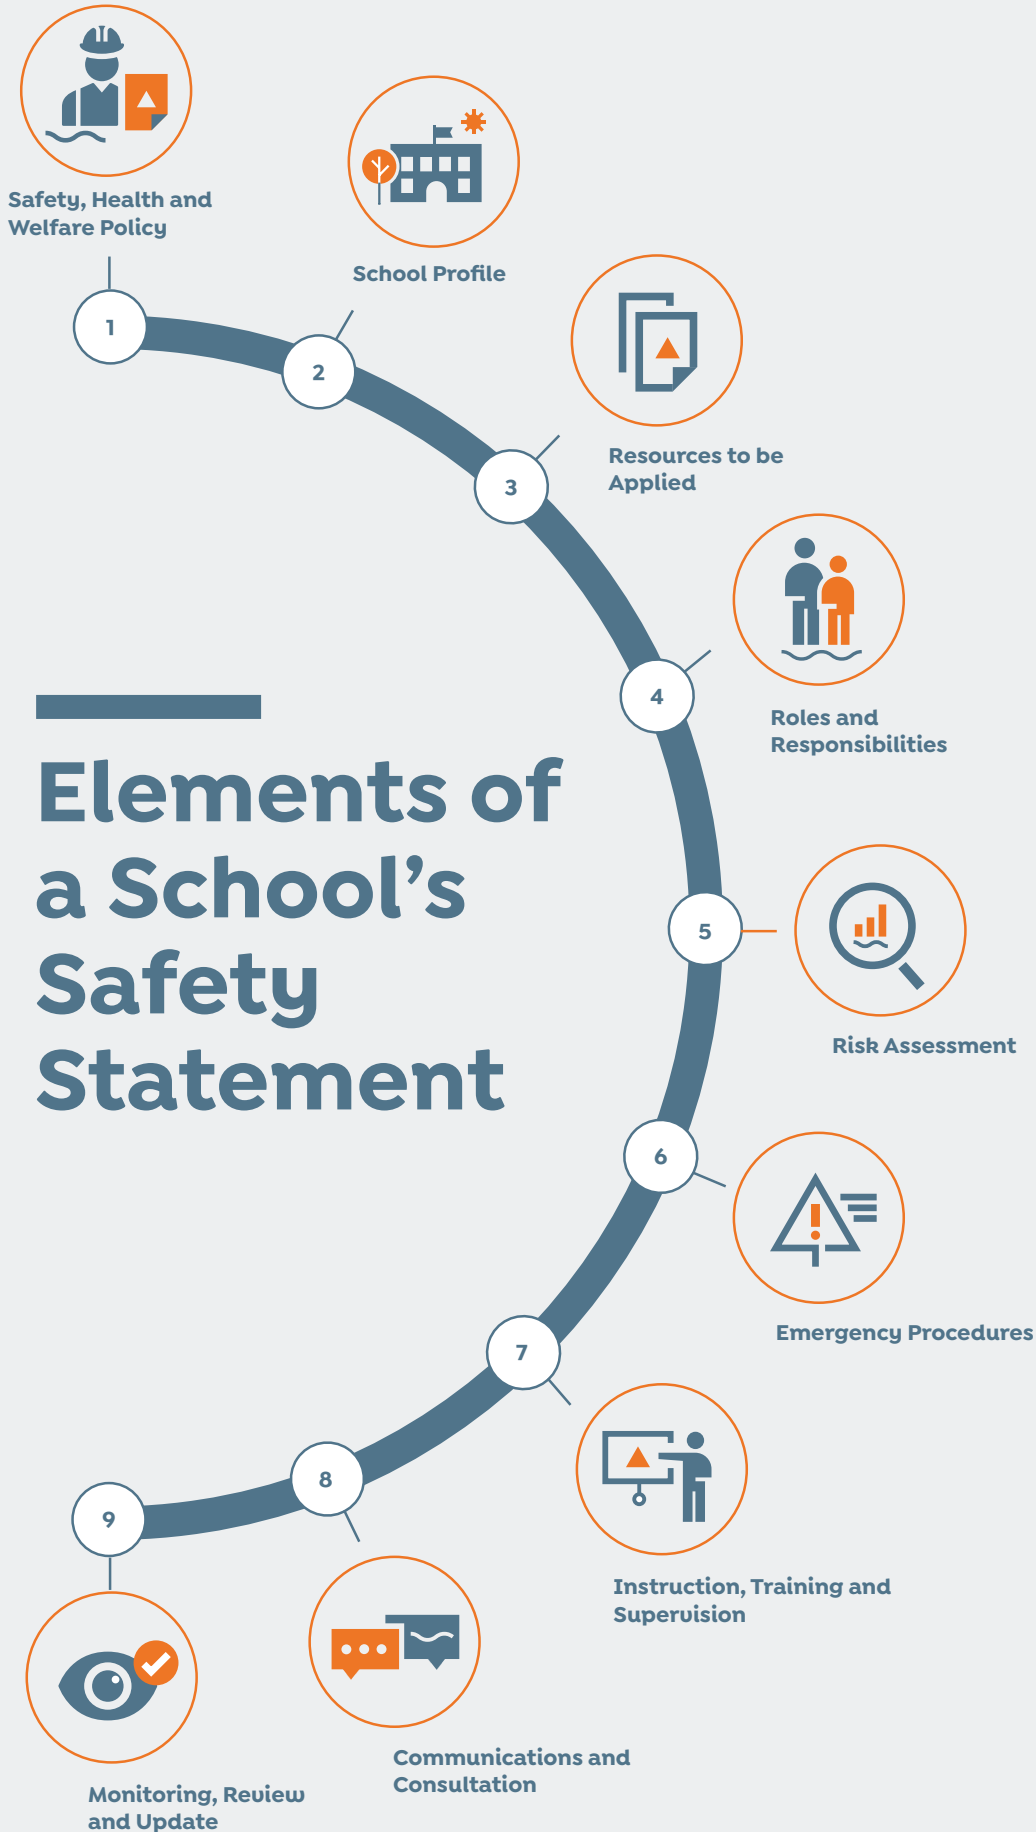 Safety, Health and
Welfare Policy
School Profile
1
2
Resources to be
Applied
3
Roles and
Responsibilities
4
Elements of
a School’s
Safety
Statement
5
Risk Assessment
6
Emergency Procedures
7
Instruction, Training and
Supervision
8
Communications and
Consultation
9
Monitoring, Review
and Update